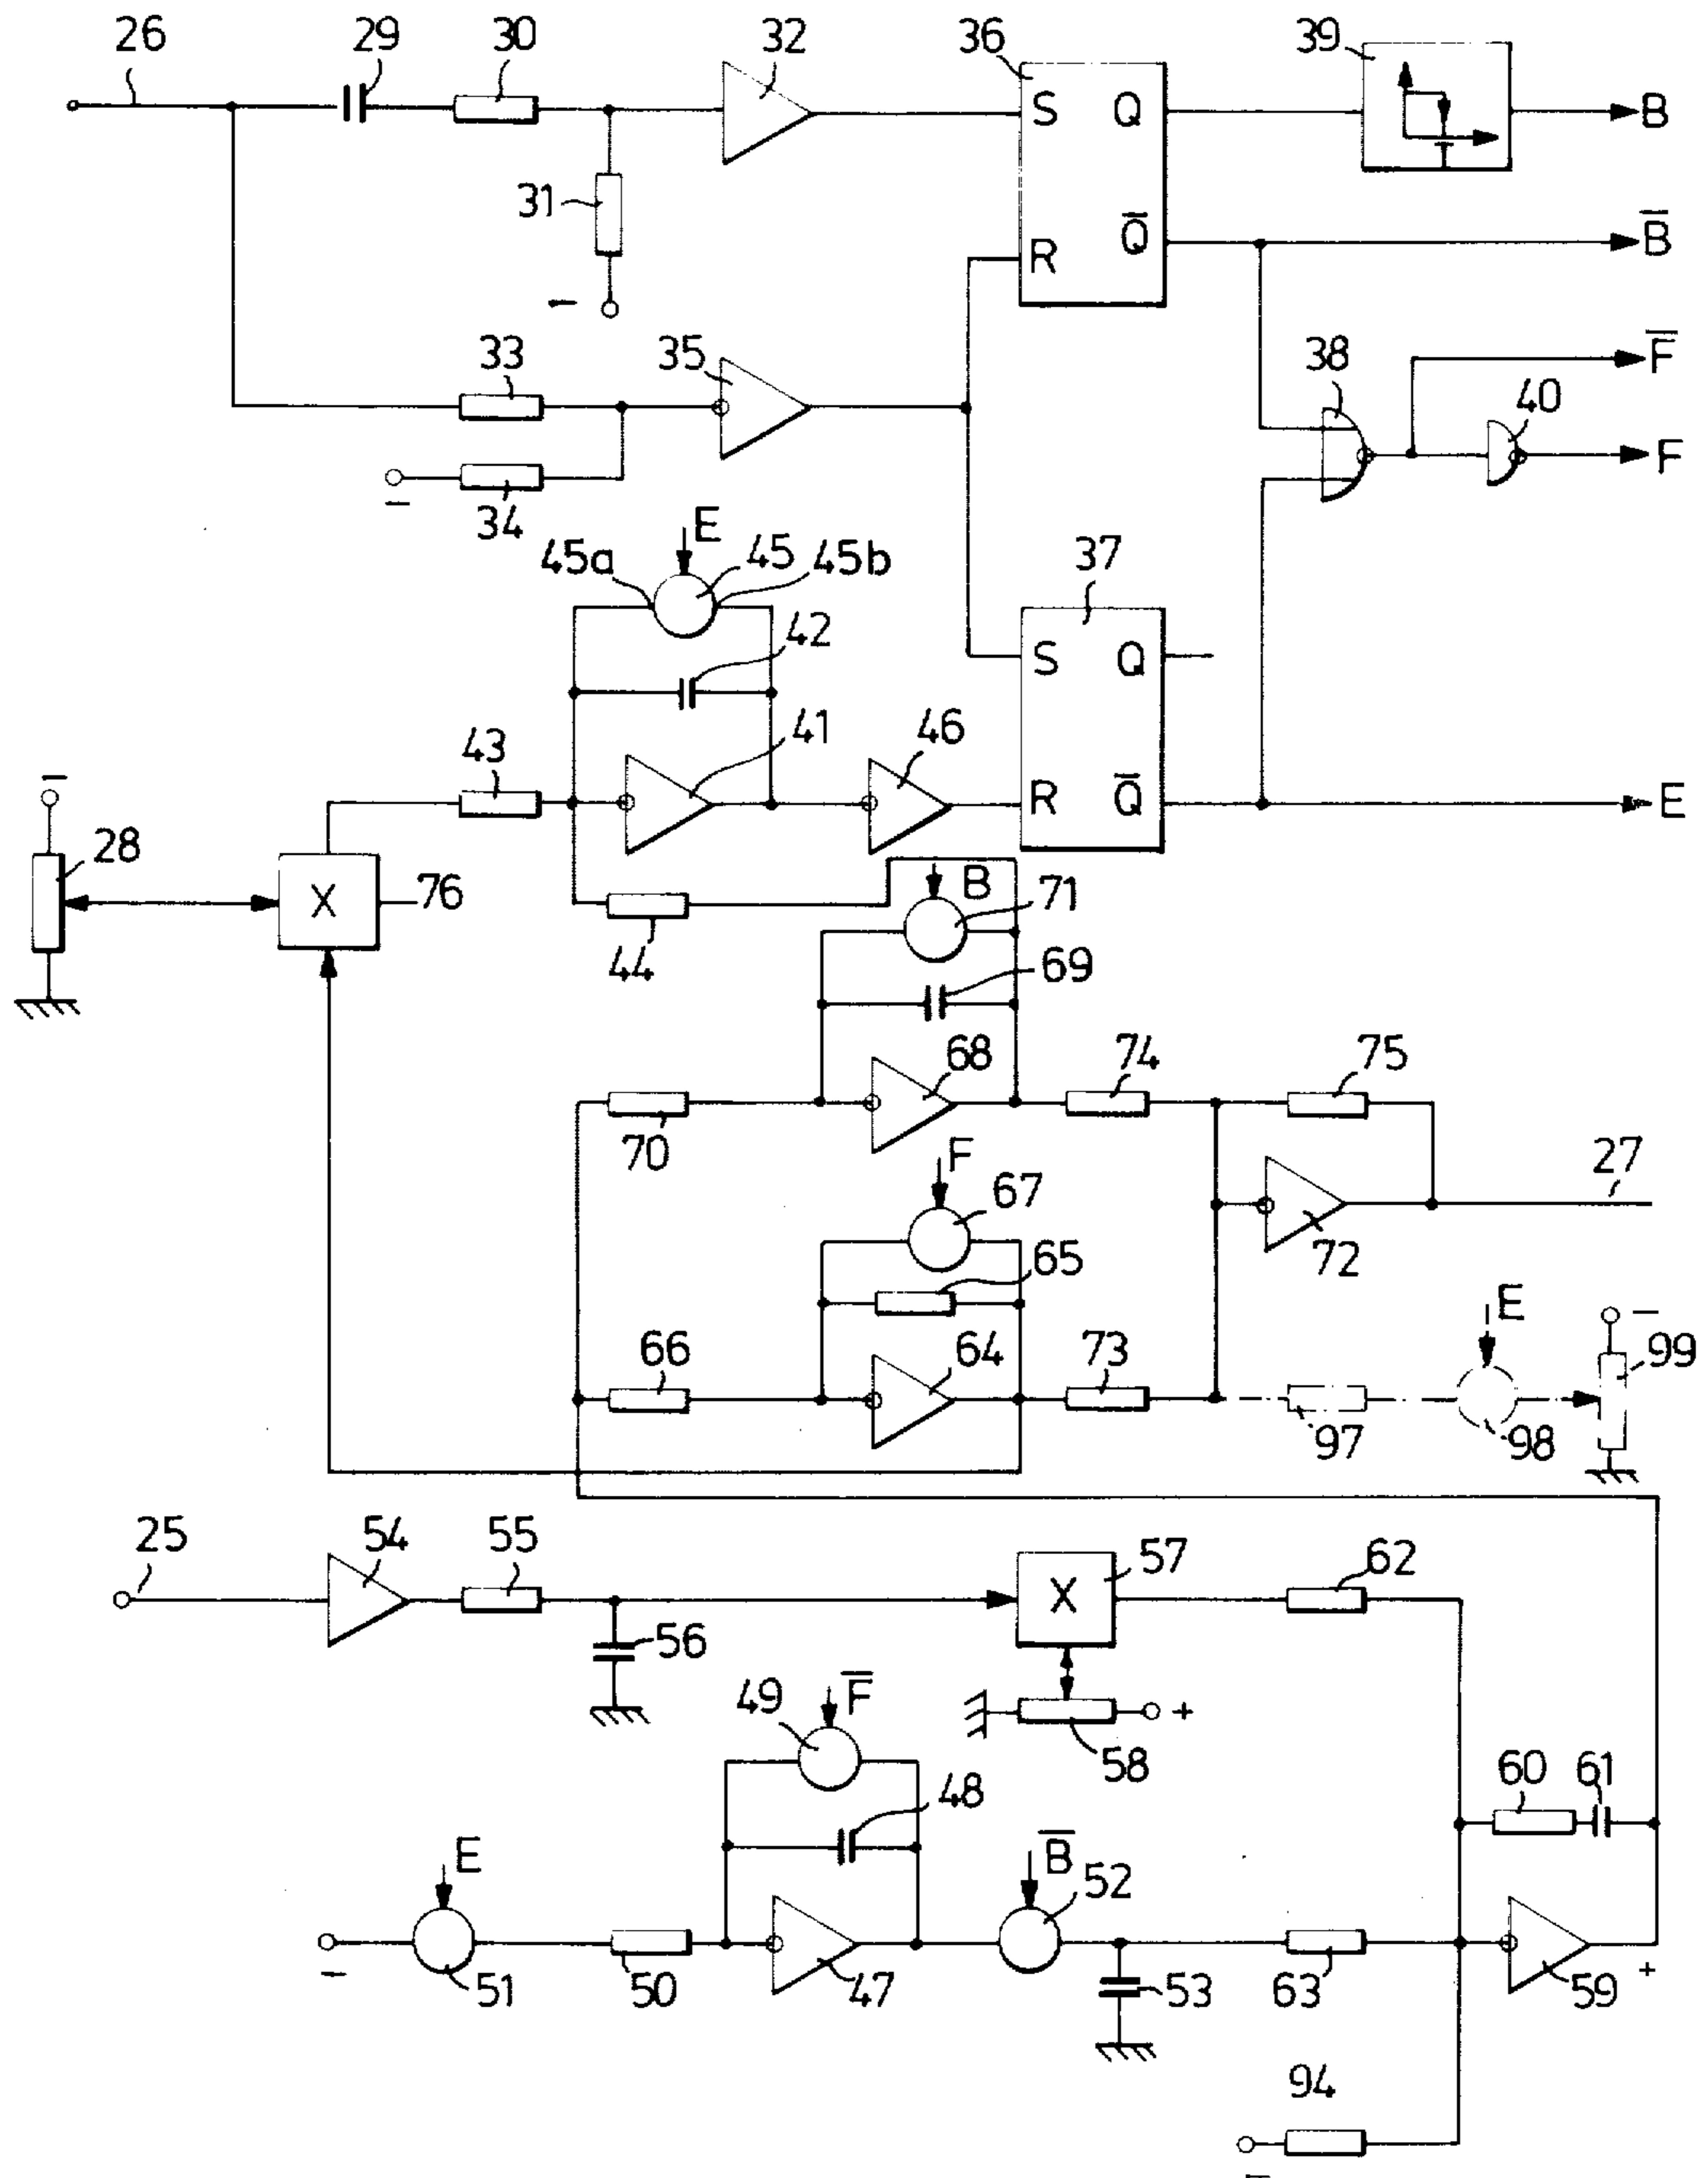 26 29 30 32 36 39
S Q B
31
R Q̅ B̅
33 35 38 F̅
40
F
34
E
45a 45 45b 37
42
S Q
43 41 46
R Q̅ E
−
28
X 76
B
71
44
69
68 74 75
70
F 27
67
72
65
E −
66 64 73 99
97 98
25 54 55 57 62
X
56
F̅
49 +
58
60 61
48
E B̅
52
−
51 50 47 53 63 59 +
94
−